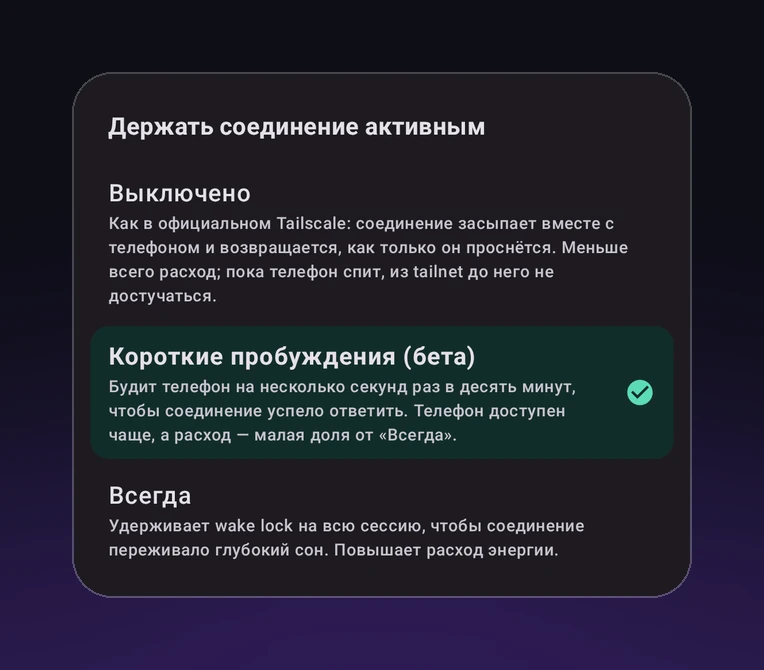 Держать соединение активным
Выключено
Как в официальном Tailscale: соединение засыпает вместе с
телефоном и возвращается, как только он проснётся. Меньше
всего расход; пока телефон спит, из tailnet до него не
достучаться.
Короткие пробуждения (бета)
Будит телефон на несколько секунд раз в десять минут,
чтобы соединение успело ответить. Телефон доступен
чаще, а расход — малая доля от «Всегда».
Всегда
Удерживает wake lock на всю сессию, чтобы соединение
переживало глубокий сон. Повышает расход энергии.